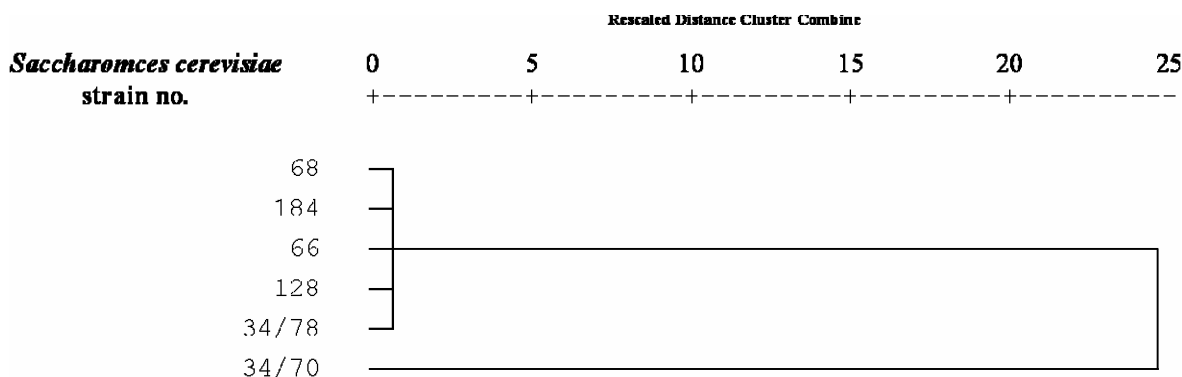 Rescaled Distance Cluster Combine
Saccharomces cerevisiae 0 5 10 15 20 25
strain no.
68
184
66
128
34/78
34/70